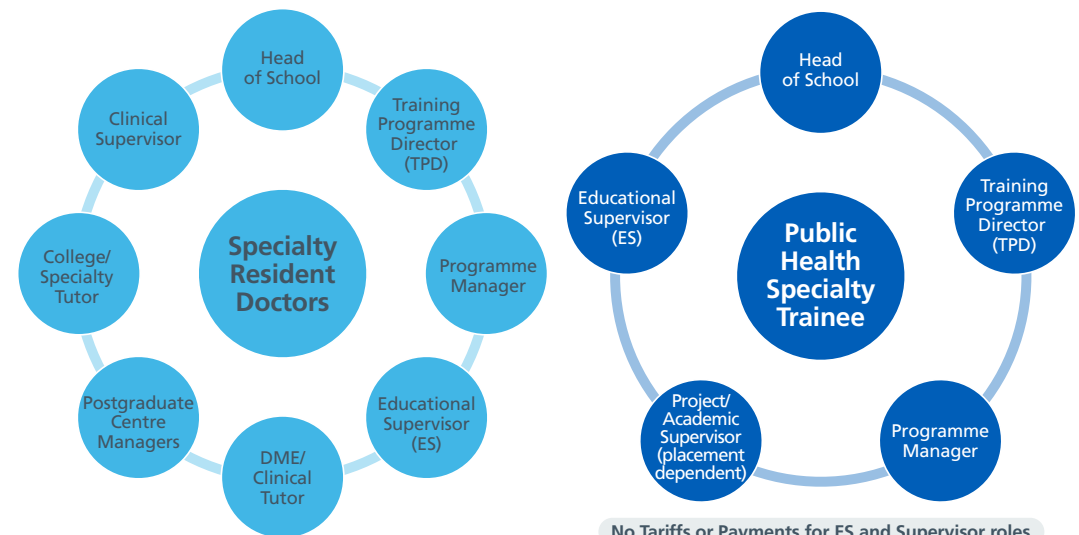 Specialty
Resident
Doctors
Head
of School
Training
Programme
Director
(TPD)
Programme
Manager
Educational
Supervisor
(ES)
DME/
Clinical
Tutor
Postgraduate
Centre
Managers
College/
Specialty
Tutor
Clinical
Supervisor
Public
Health
Specialty
Trainee
Head
of School
Training
Programme
Director
(TPD)
Programme
Manager
Project/
Academic
Supervisor
(placement
dependent)
Educational
Supervisor
(ES)
No Tariffs or Payments for ES and Supervisor roles